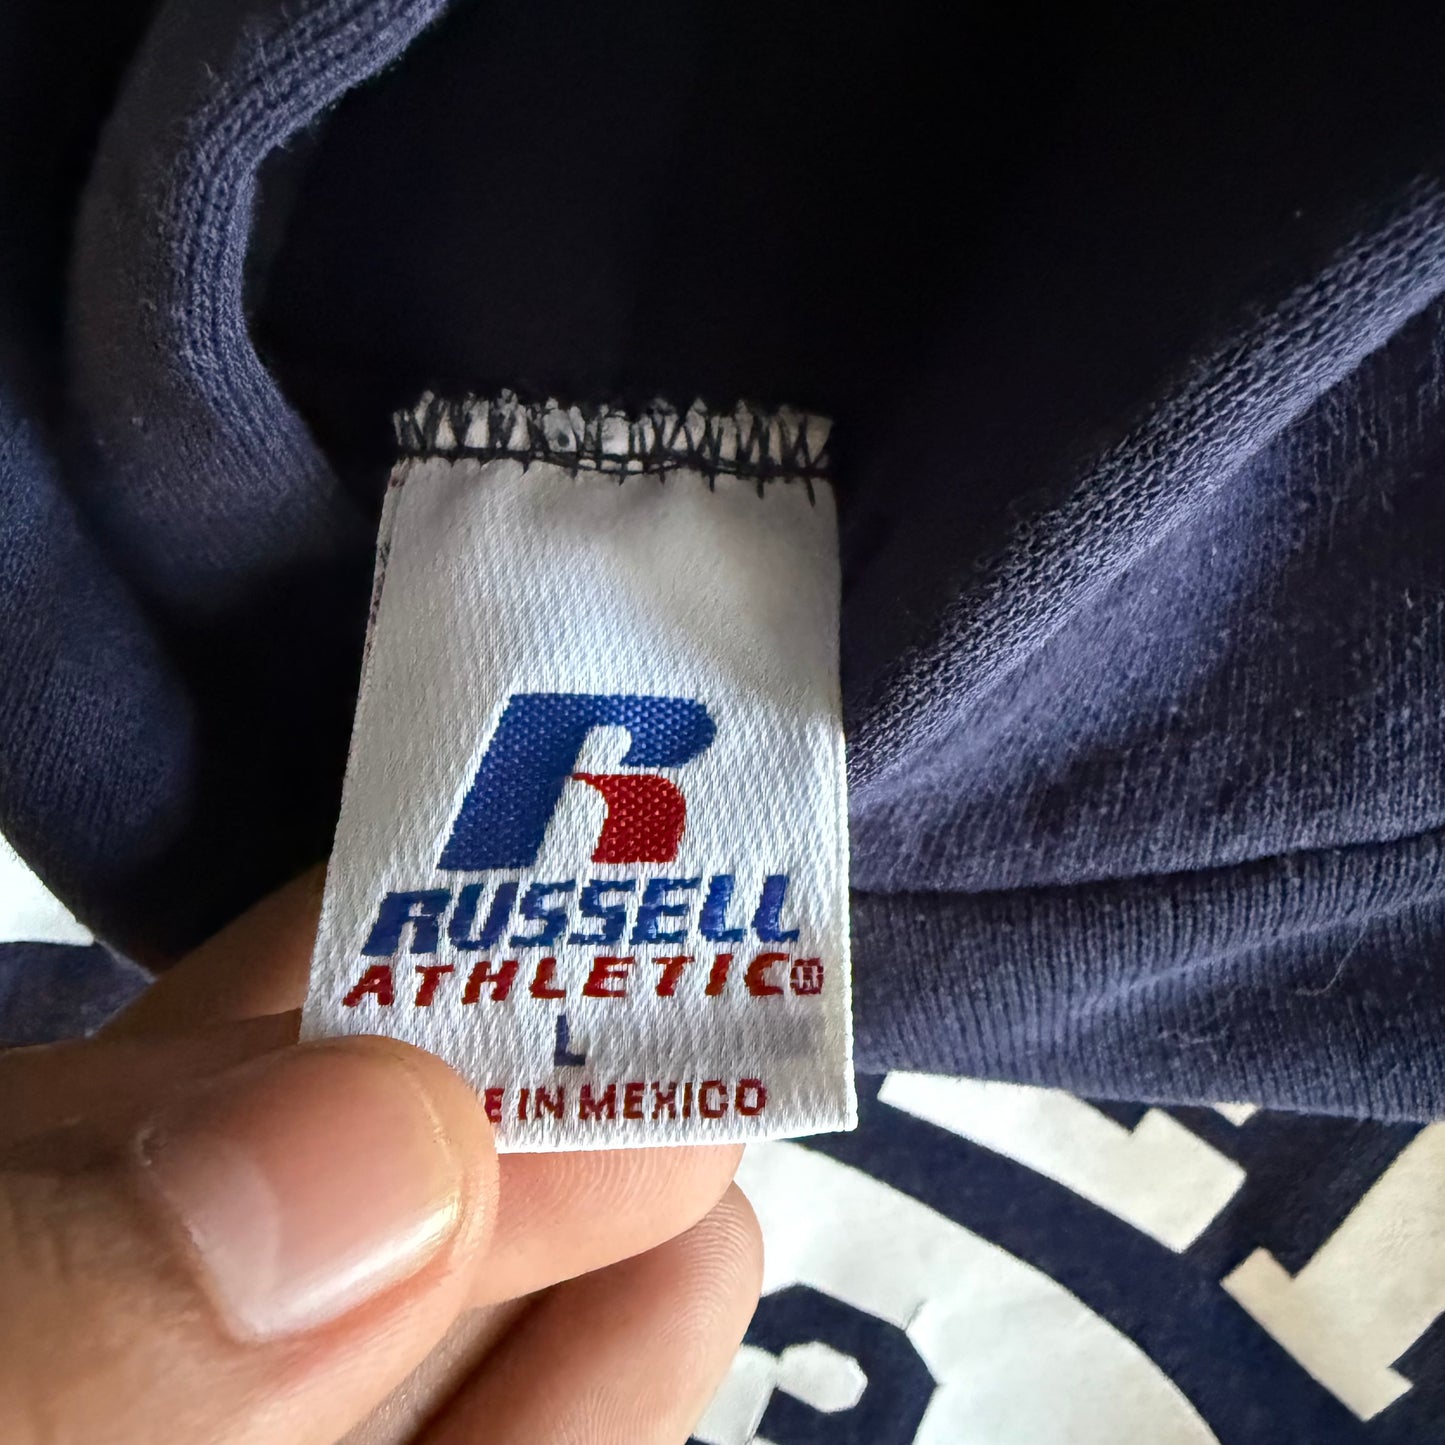 RUSSELL
ATHLETIC®
L
E IN MEXICO